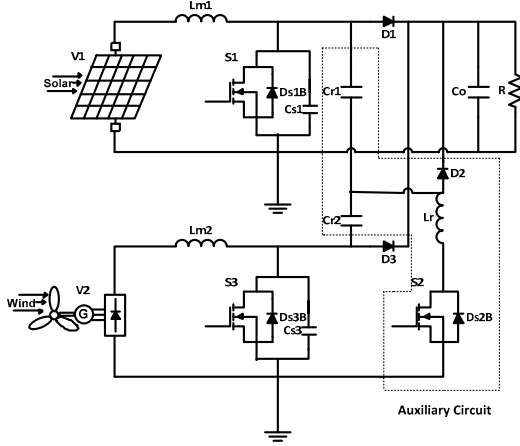 Lm1
V1
Solar
S1
Ds1B
Cs1
Cr1
D1
Co
R
D2
Lr
Cr2
Lm2
D3
Wind
V2
G
S3
Ds3B
Cs3
S2
Ds2B
Auxiliary Circuit